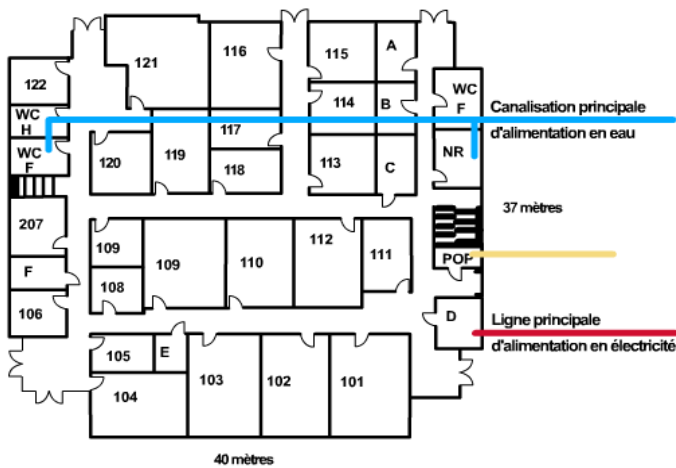 116
115
A
121
122
WC
H
WC
F
114
B
WC
F
Canalisation principale
d'alimentation en eau
117
120
119
118
113
C
NR
207
37 mètres
109
109
110
112
111
POP
F
108
106
D
Ligne principale
d'alimentation en électricité
105
E
103
102
101
104
40 mètres